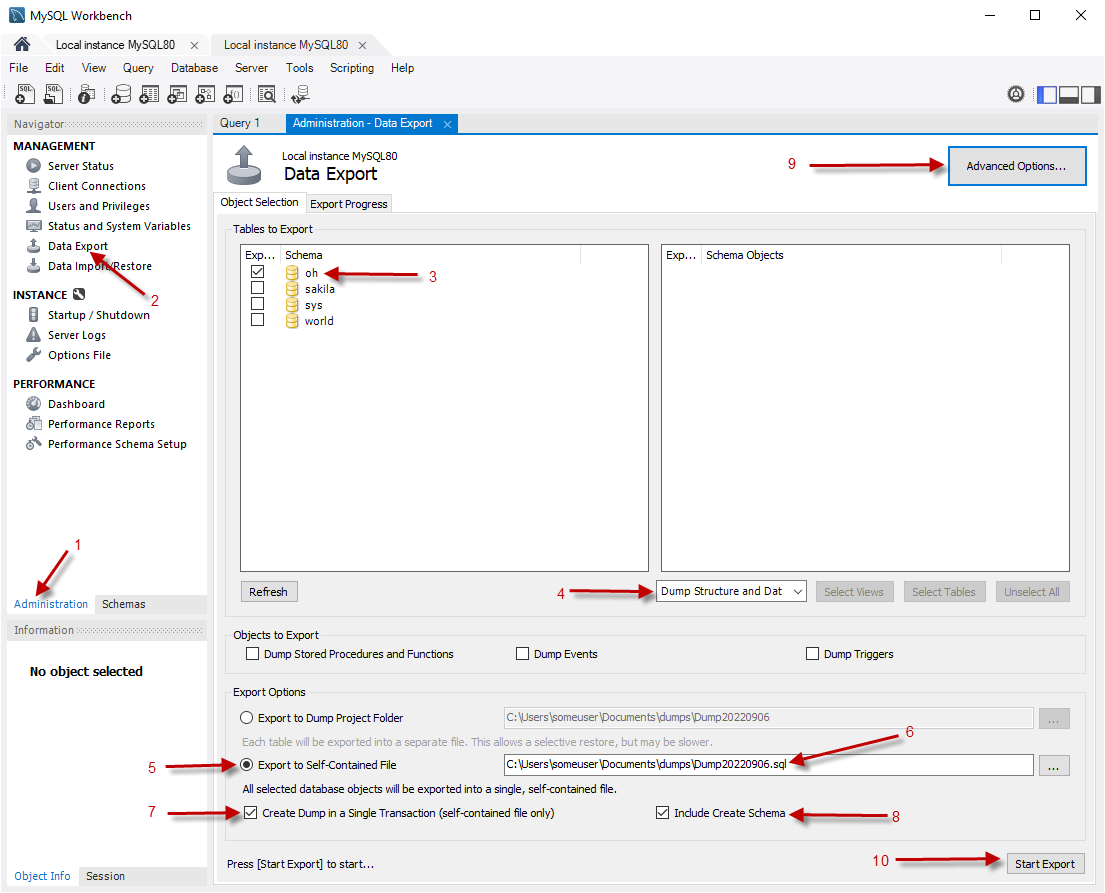 MySQL Workbench
Local instance MySQL80 Local instance MySQL80
File Edit View Query Database Server Tools Scripting Help
Navigator
MANAGEMENT
Server Status
Client Connections
Users and Privileges
Status and System Variables
Data Export
Data Import/Restore
2
INSTANCE
Startup / Shutdown
Server Logs
Options File
PERFORMANCE
Dashboard
Performance Reports
Performance Schema Setup
1
Administration Schemas
Information
No object selected
Object Info Session
Query 1 Administration - Data Export
Local instance MySQL80
Data Export
9
Advanced Options...
Object Selection Export Progress
Tables to Export
Exp... Schema
oh
3
sakila
sys
world
Exp... Schema Objects
Refresh
4
Dump Structure and Dat
Select Views Select Tables Unselect All
Objects to Export
Dump Stored Procedures and Functions Dump Events Dump Triggers
Export Options
Export to Dump Project Folder C:\Users\someuser\Documents\dumps\Dump20220906 ...
Each table will be exported into a separate file. This allows a selective restore, but may be slower.
6
5 Export to Self-Contained File C:\Users\someuser\Documents\dumps\Dump20220906.sql ...
All selected database objects will be exported into a single, self-contained file.
7 Create Dump in a Single Transaction (self-contained file only) Include Create Schema 8
Press [Start Export] to start...
10
Start Export